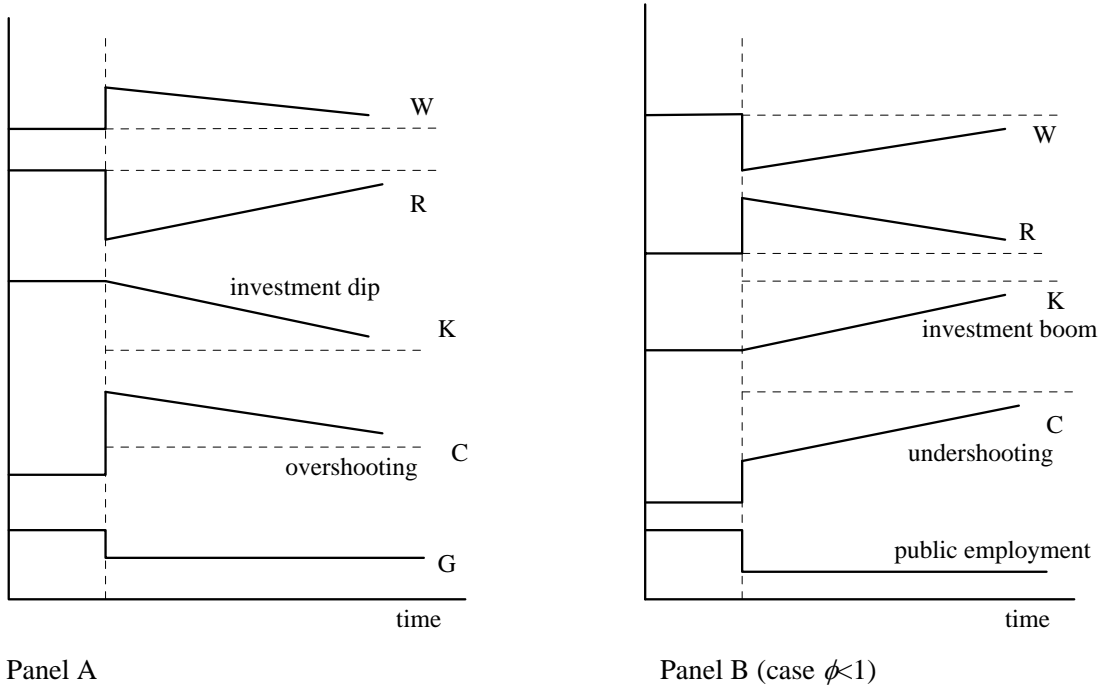 W
R
investment dip
K
C
overshooting
G
time
Panel A
W
R
K
investment boom
C
undershooting
public employment
time
Panel B (case ϕ<1)